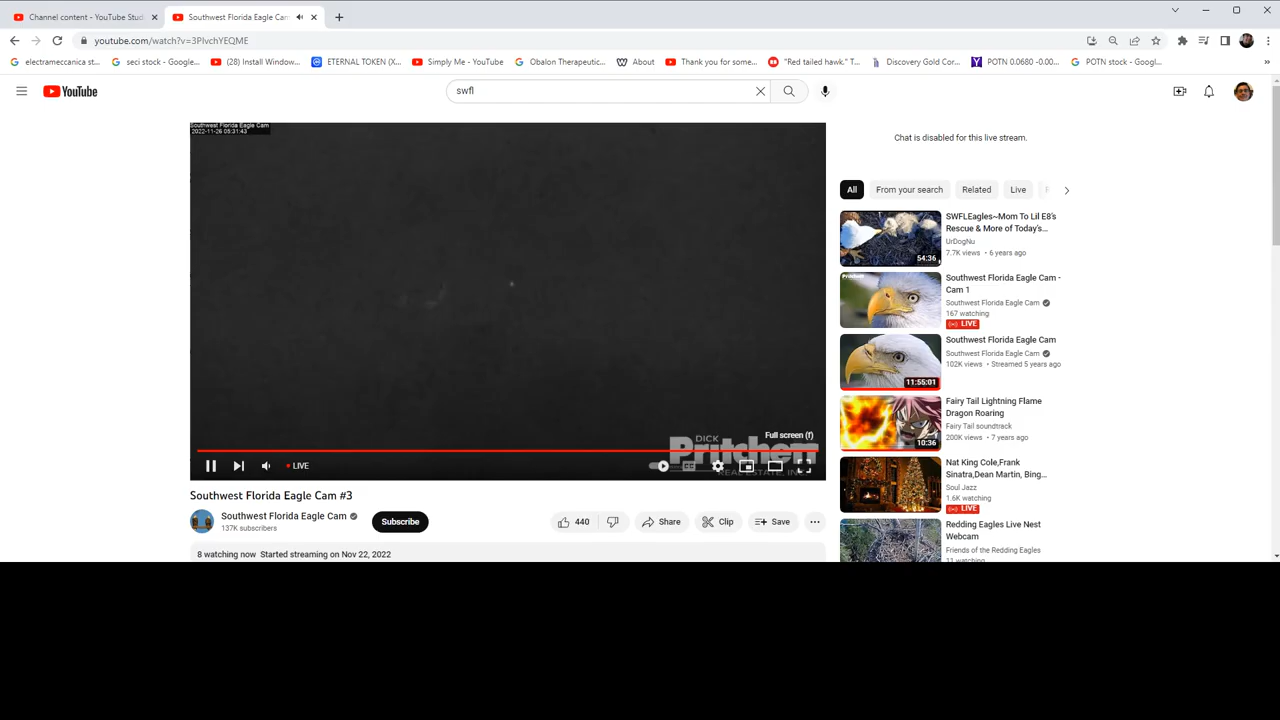 Channel content - YouTube Stud
Southwest Florida Eagle Cam
youtube.com/watch?v=3PIvchYEQME
electrameccanica st...
seci stock - Google...
(28) Install Window...
ETERNAL TOKEN (X...
Simply Me - YouTube
Obalon Therapeutic...
About
Thank you for some...
"Red tailed hawk." T...
Discovery Gold Cor...
POTN 0.0680 -0.00...
POTN stock - Googl...
YouTube
swfl
Southwest Florida Eagle Cam
2022-11-26 05:31:43
Chat is disabled for this live stream.
All
From your search
Related
Live
SWFLEagles~Mom To Lil E8's
Rescue & More of Today's...
UrDogNu
7.7K views • 6 years ago
54:36
Pritchett
Southwest Florida Eagle Cam -
Cam 1
Southwest Florida Eagle Cam
167 watching
LIVE
Southwest Florida Eagle Cam
Southwest Florida Eagle Cam
102K views • Streamed 5 years ago
11:55:01
Fairy Tail Lightning Flame
Dragon Roaring
Fairy Tail soundtrack
200K views • 7 years ago
10:36
Nat King Cole,Frank
Sinatra,Dean Martin, Bing...
Soul Jazz
1.6K watching
LIVE
Redding Eagles Live Nest
Webcam
Friends of the Redding Eagles
11 watching
Full screen (f)
DICK
Pritchett
REAL ESTATE, INC
LIVE
CC
Southwest Florida Eagle Cam #3
Southwest Florida Eagle Cam
137K subscribers
Subscribe
440
Share
Clip
Save
8 watching now Started streaming on Nov 22, 2022